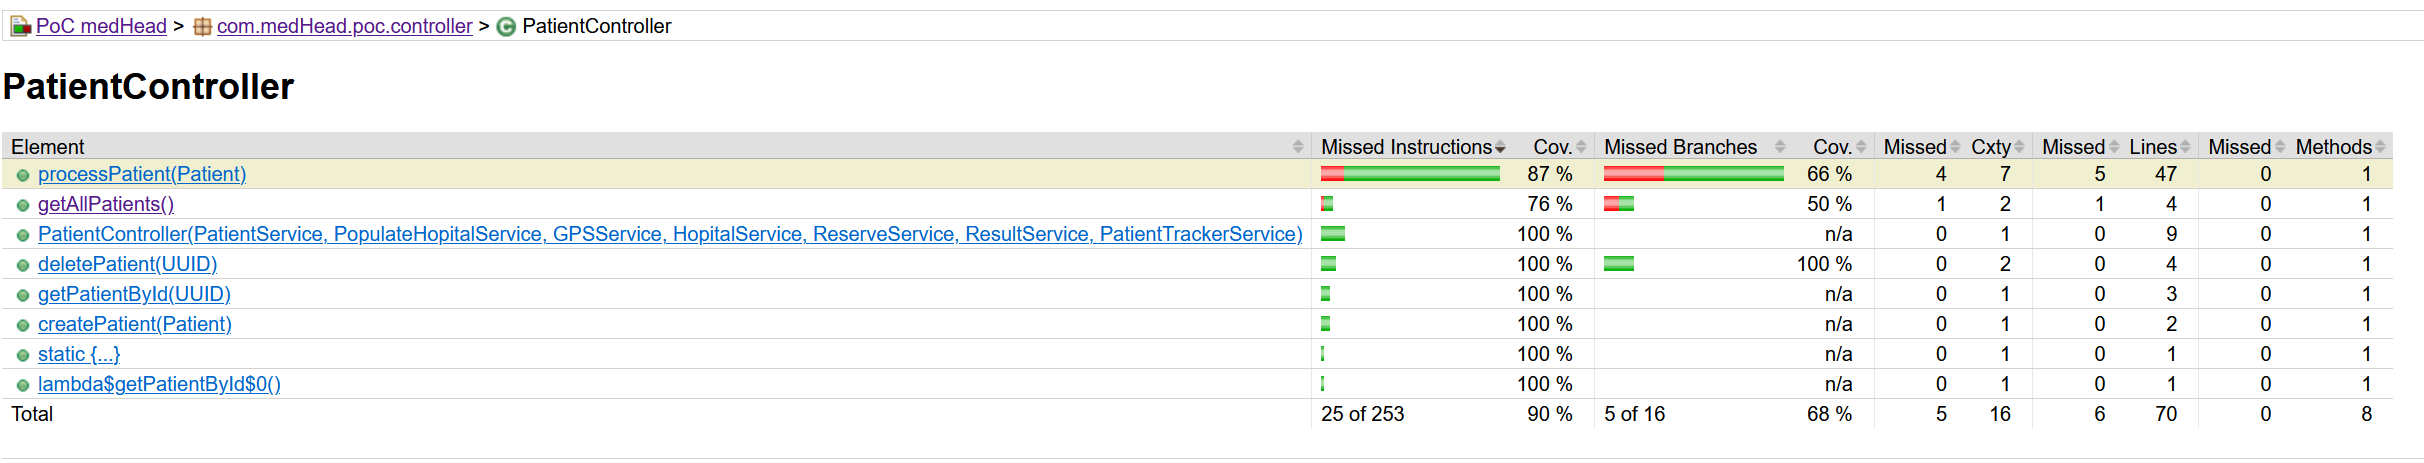 PoC medHead > com.medHead.poc.controller > PatientController
PatientController
Element Missed Instructions Cov. Missed Branches Cov. Missed Cxty Missed Lines Missed Methods
processPatient(Patient) 87 % 66 % 4 7 5 47 0 1
getAllPatients() 76 % 50 % 1 2 1 4 0 1
PatientController(PatientService, PopulateHopitalService, GPSService, HopitalService, ReserveService, ResultService, PatientTrackerService) 100 % n/a 0 1 0 9 0 1
deletePatient(UUID) 100 % 100 % 0 2 0 4 0 1
getPatientById(UUID) 100 % n/a 0 1 0 3 0 1
createPatient(Patient) 100 % n/a 0 1 0 2 0 1
static {...} 100 % n/a 0 1 0 1 0 1
lambda$getPatientById$0() 100 % n/a 0 1 0 1 0 1
Total 25 of 253 90 % 5 of 16 68 % 5 16 6 70 0 8